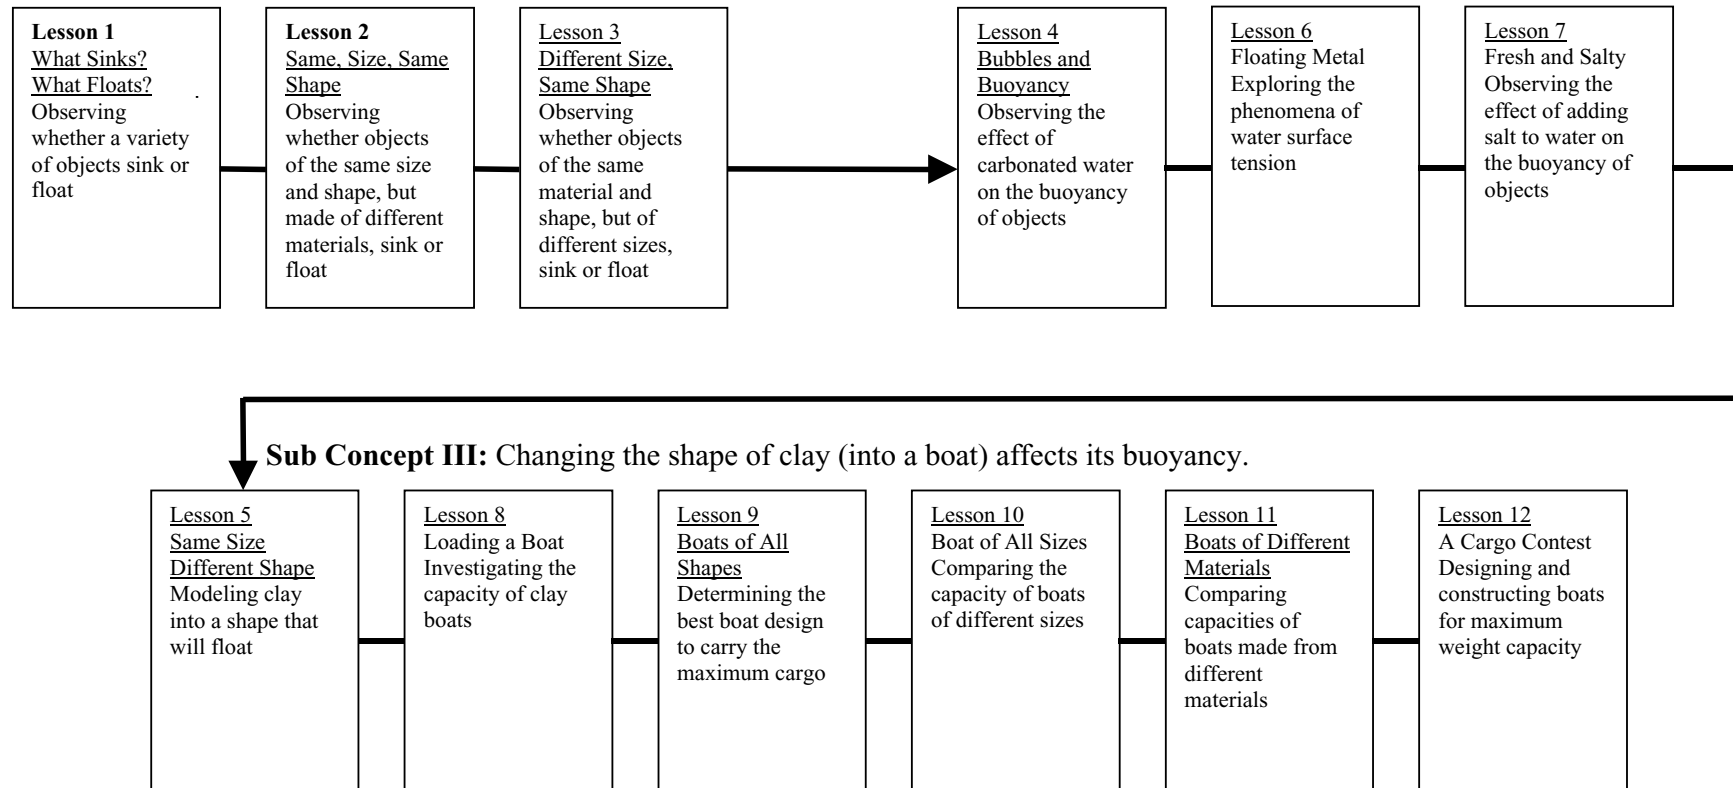 Lesson 1
What Sinks?
What Floats?
Observing
whether a variety
of objects sink or
float
Lesson 2
Same, Size, Same
Shape
Observing
whether objects
of the same size
and shape, but
made of different
materials, sink or
float
Lesson 3
Different Size,
Same Shape
Observing
whether objects
of the same
material and
shape, but of
different sizes,
sink or float
Lesson 4
Bubbles and
Buoyancy
Observing the
effect of
carbonated water
on the buoyancy
of objects
Lesson 6
Floating Metal
Exploring the
phenomena of
water surface
tension
Lesson 7
Fresh and Salty
Observing the
effect of adding
salt to water on
the buoyancy of
objects
Sub Concept III: Changing the shape of clay (into a boat) affects its buoyancy.
Lesson 5
Same Size
Different Shape
Modeling clay
into a shape that
will float
Lesson 8
Loading a Boat
Investigating the
capacity of clay
boats
Lesson 9
Boats of All
Shapes
Determining the
best boat design
to carry the
maximum cargo
Lesson 10
Boat of All Sizes
Comparing the
capacity of boats
of different sizes
Lesson 11
Boats of Different
Materials
Comparing
capacities of
boats made from
different
materials
Lesson 12
A Cargo Contest
Designing and
constructing boats
for maximum
weight capacity